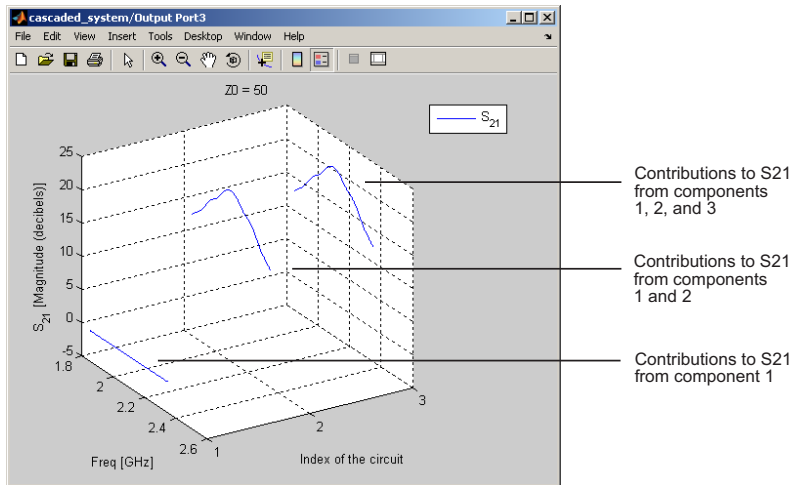 cascaded_system/Output Port3
File Edit View Insert Tools Desktop Window Help
Z0 = 50
S21
25
20
15
10
5
0
-5
S21 [Magnitude (decibels)]
1.8
2
2.2
2.4
2.6
Freq [GHz]
1
2
3
Index of the circuit
Contributions to S21
from components
1, 2, and 3
Contributions to S21
from components
1 and 2
Contributions to S21
from component 1